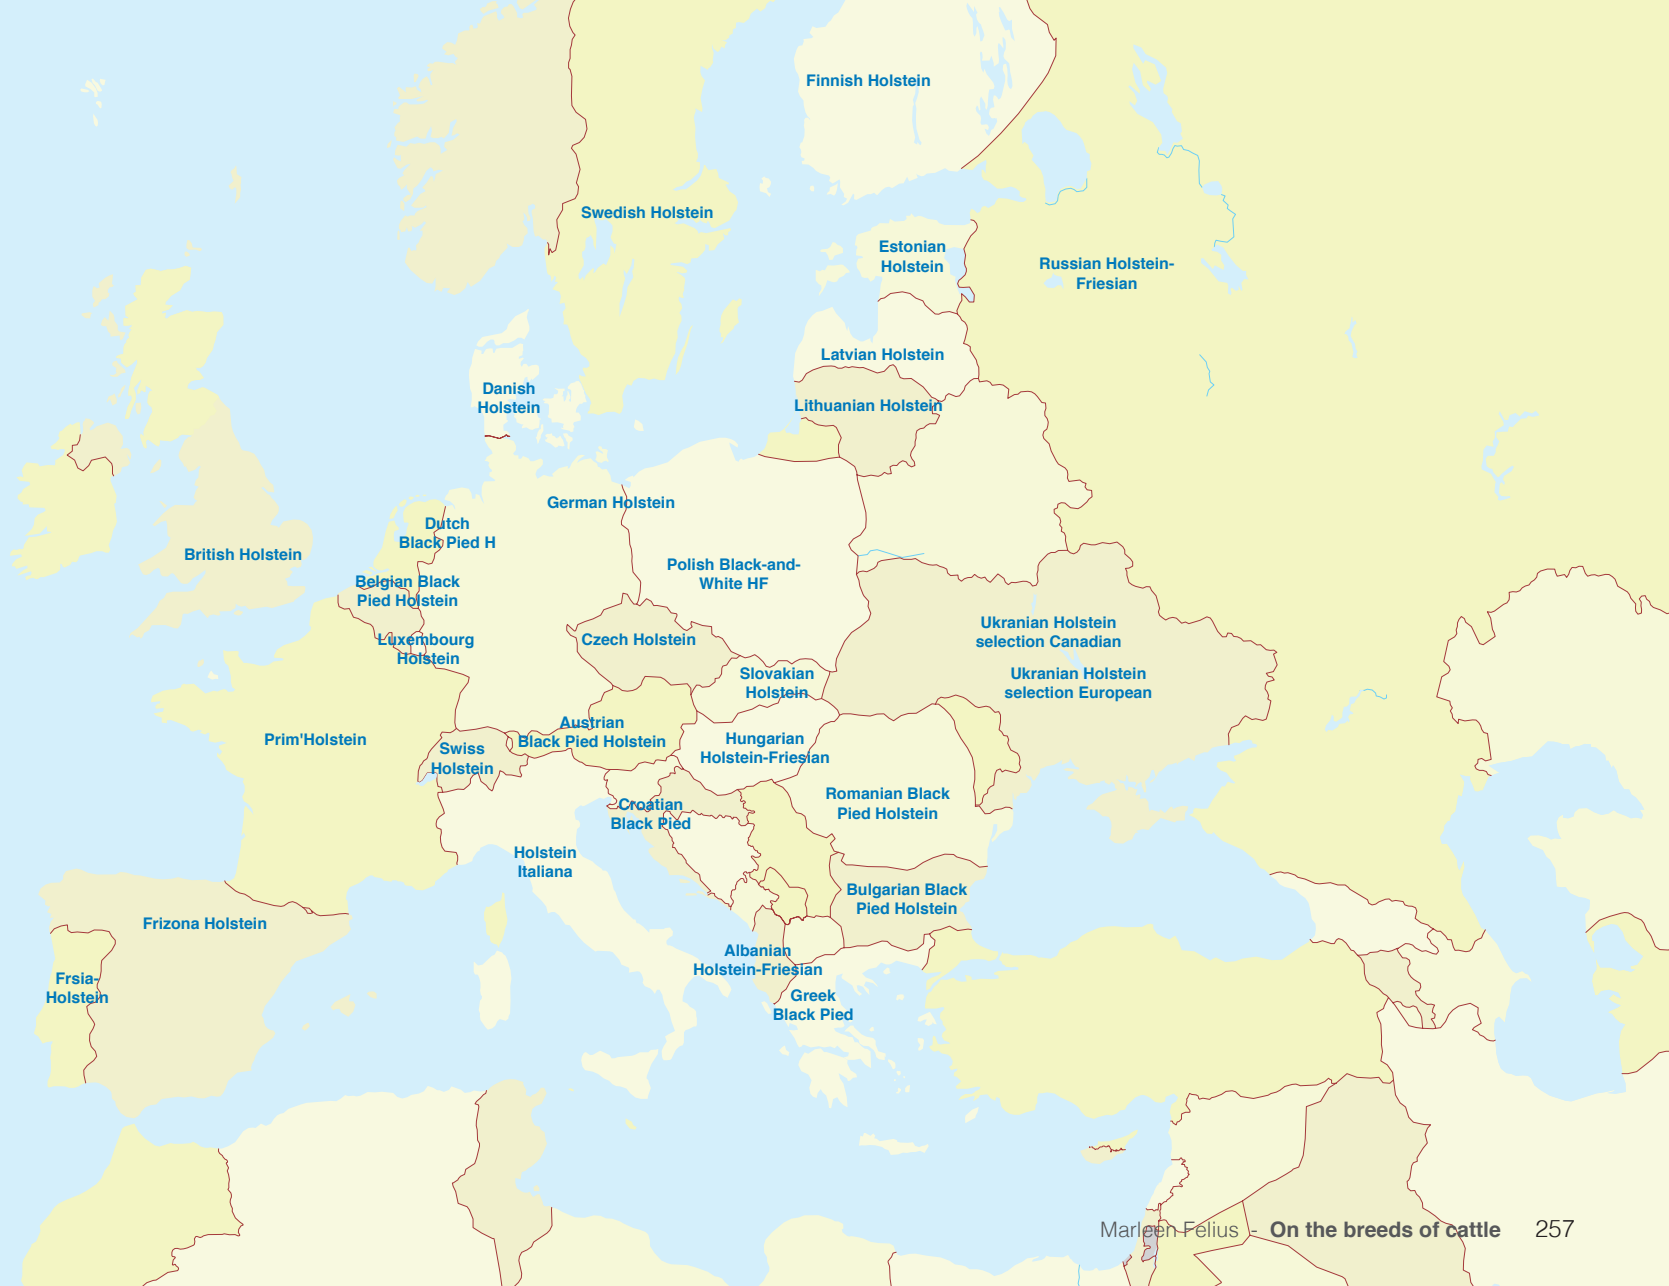 Finnish Holstein
Swedish Holstein
Estonian
Holstein
Russian Holstein-
Friesian
Latvian Holstein
Danish
Holstein
Lithuanian Holstein
German Holstein
Dutch
Black Pied H
British Holstein
Polish Black-and-
White HF
Belgian Black
Pied Holstein
Ukranian Holstein
selection Canadian
Luxembourg
Holstein
Czech Holstein
Slovakian
Holstein
Ukranian Holstein
selection European
Austrian
Black Pied Holstein
Prim'Holstein
Swiss
Holstein
Hungarian
Holstein-Friesian
Croatian
Black Pied
Romanian Black
Pied Holstein
Holstein
Italiana
Bulgarian Black
Pied Holstein
Frizona Holstein
Albanian
Holstein-Friesian
Frsia-
Holstein
Greek
Black Pied
Marleen Felius - On the breeds of cattle 257